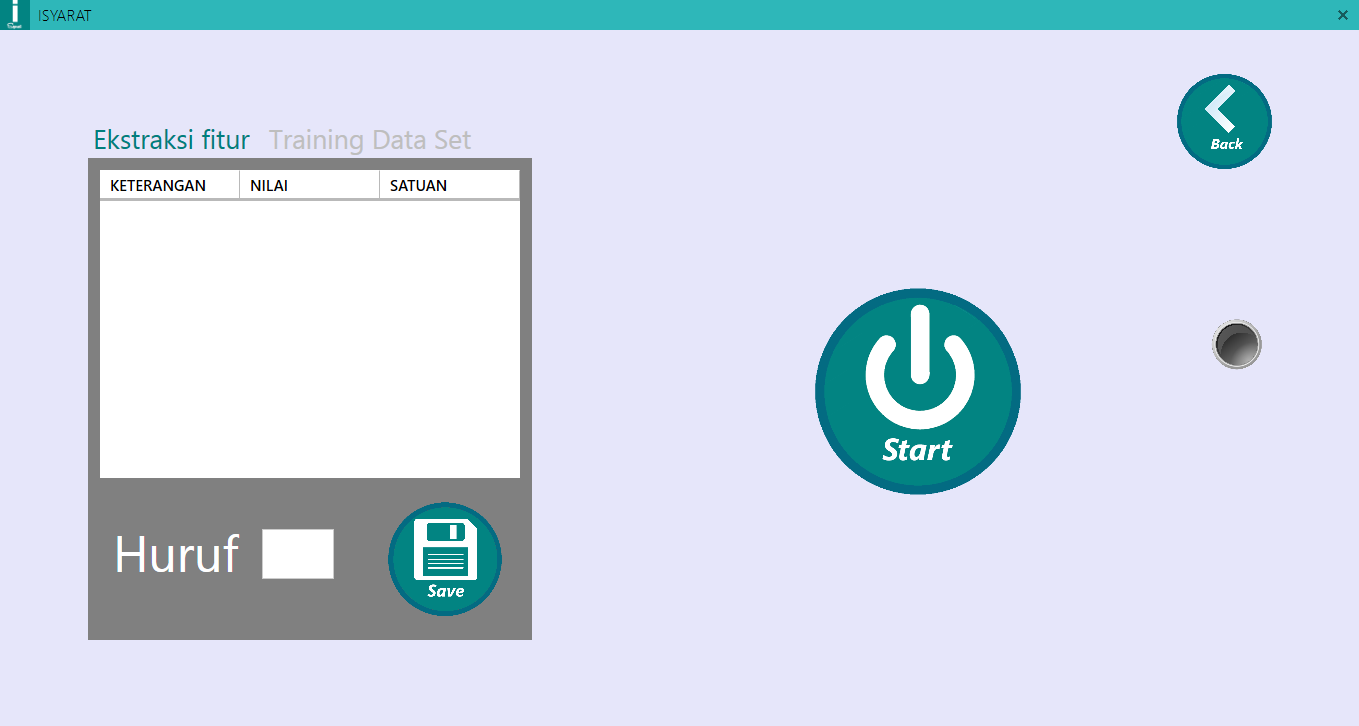 ISYARAT
Back
Ekstraksi fitur Training Data Set
KETERANGAN NILAI SATUAN
Start
Huruf
Save